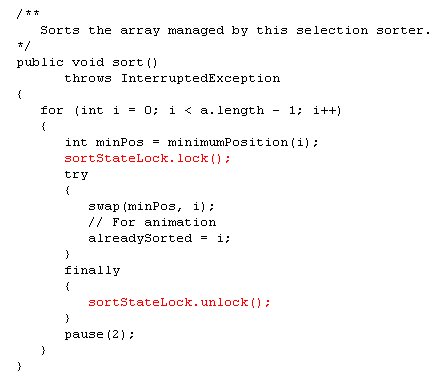 /**
   Sorts the array managed by this selection sorter.
*/
public void sort()
      throws InterruptedException
{
   for (int i = 0; i < a.length - 1; i++)
   {
      int minPos = minimumPosition(i);
      sortStateLock.lock();
      try
      {
         swap(minPos, i);
         // For animation
         alreadySorted = i;
      }
      finally
      {
         sortStateLock.unlock();
      }
      pause(2);
   }
}